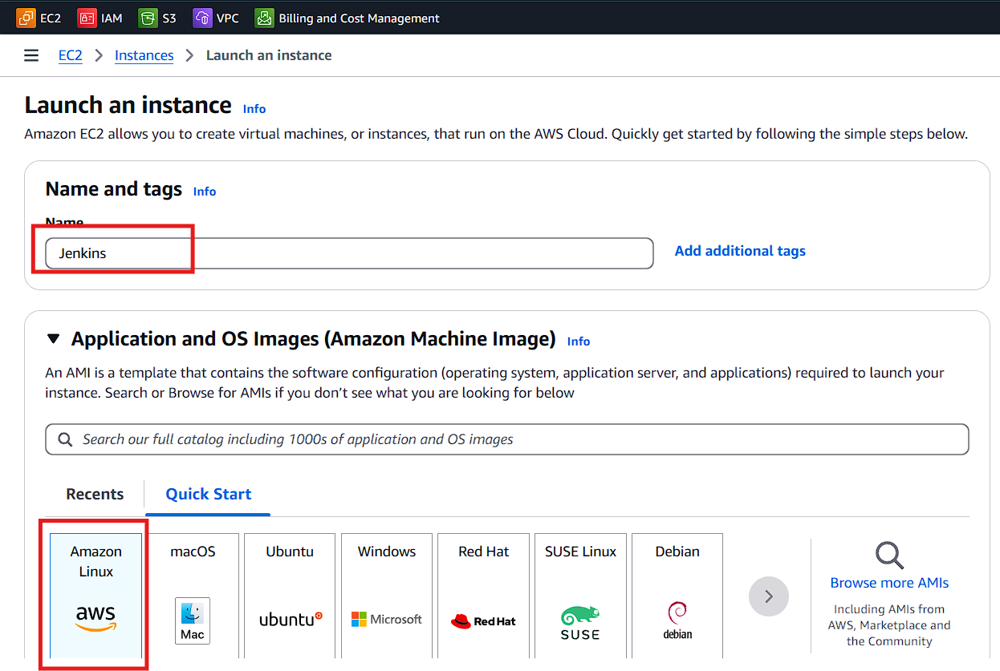 EC2 IAM S3 VPC Billing and Cost Management
EC2 Instances Launch an instance
Launch an instance Info
Amazon EC2 allows you to create virtual machines, or instances, that run on the AWS Cloud. Quickly get started by following the simple steps below.
Name and tags Info
Name
Jenkins
Add additional tags
Application and OS Images (Amazon Machine Image) Info
An AMI is a template that contains the software configuration (operating system, application server, and applications) required to launch your
instance. Search or Browse for AMIs if you don’t see what you are looking for below
Search our full catalog including 1000s of application and OS images
Recents Quick Start
Amazon
Linux
aws
macOS
Mac
Ubuntu
ubuntu
Windows
Microsoft
Red Hat
Red Hat
SUSE Linux
SUSE
Debian
debian
Browse more AMIs
Including AMIs from
AWS, Marketplace and
the Community